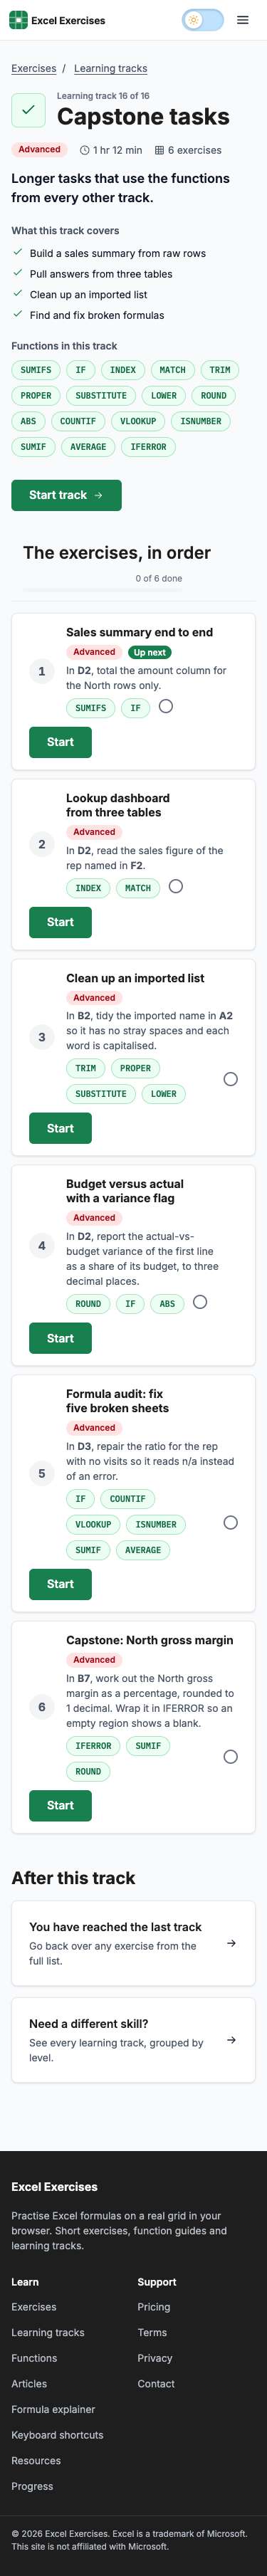 Excel Exercises
Exercises / Learning tracks
Learning track 16 of 16
Capstone tasks
Advanced 1 hr 12 min 6 exercises
Longer tasks that use the functions
from every other track.
What this track covers
Build a sales summary from raw rows
Pull answers from three tables
Clean up an imported list
Find and fix broken formulas
Functions in this track
SUMIFS IF INDEX MATCH TRIM
PROPER SUBSTITUTE LOWER ROUND
ABS COUNTIF VLOOKUP ISNUMBER
SUMIF AVERAGE IFERROR
Start track →
The exercises, in order
0 of 6 done
Sales summary end to end
Advanced Up next
1
In D2, total the amount column for
the North rows only.
SUMIFS IF
Start
Lookup dashboard
from three tables
Advanced
2
In D2, read the sales figure of the
rep named in F2.
INDEX MATCH
Start
Clean up an imported list
Advanced
3
In B2, tidy the imported name in A2
so it has no stray spaces and each
word is capitalised.
TRIM PROPER
SUBSTITUTE LOWER
Start
Budget versus actual
with a variance flag
Advanced
4
In D2, report the actual-vs-
budget variance of the first line
as a share of its budget, to three
decimal places.
ROUND IF ABS
Start
Formula audit: fix
five broken sheets
Advanced
5
In D3, repair the ratio for the rep
with no visits so it reads n/a instead
of an error.
IF COUNTIF
VLOOKUP ISNUMBER
SUMIF AVERAGE
Start
Capstone: North gross margin
Advanced
6
In B7, work out the North gross
margin as a percentage, rounded to
1 decimal. Wrap it in IFERROR so an
empty region shows a blank.
IFERROR SUMIF
ROUND
Start
After this track
You have reached the last track
Go back over any exercise from the
full list.
→
Need a different skill?
See every learning track, grouped by
level.
→
Excel Exercises
Practise Excel formulas on a real grid in your
browser. Short exercises, function guides and
learning tracks.
Learn
Exercises
Learning tracks
Functions
Articles
Formula explainer
Keyboard shortcuts
Resources
Progress
Support
Pricing
Terms
Privacy
Contact
© 2026 Excel Exercises. Excel is a trademark of Microsoft.
This site is not affiliated with Microsoft.